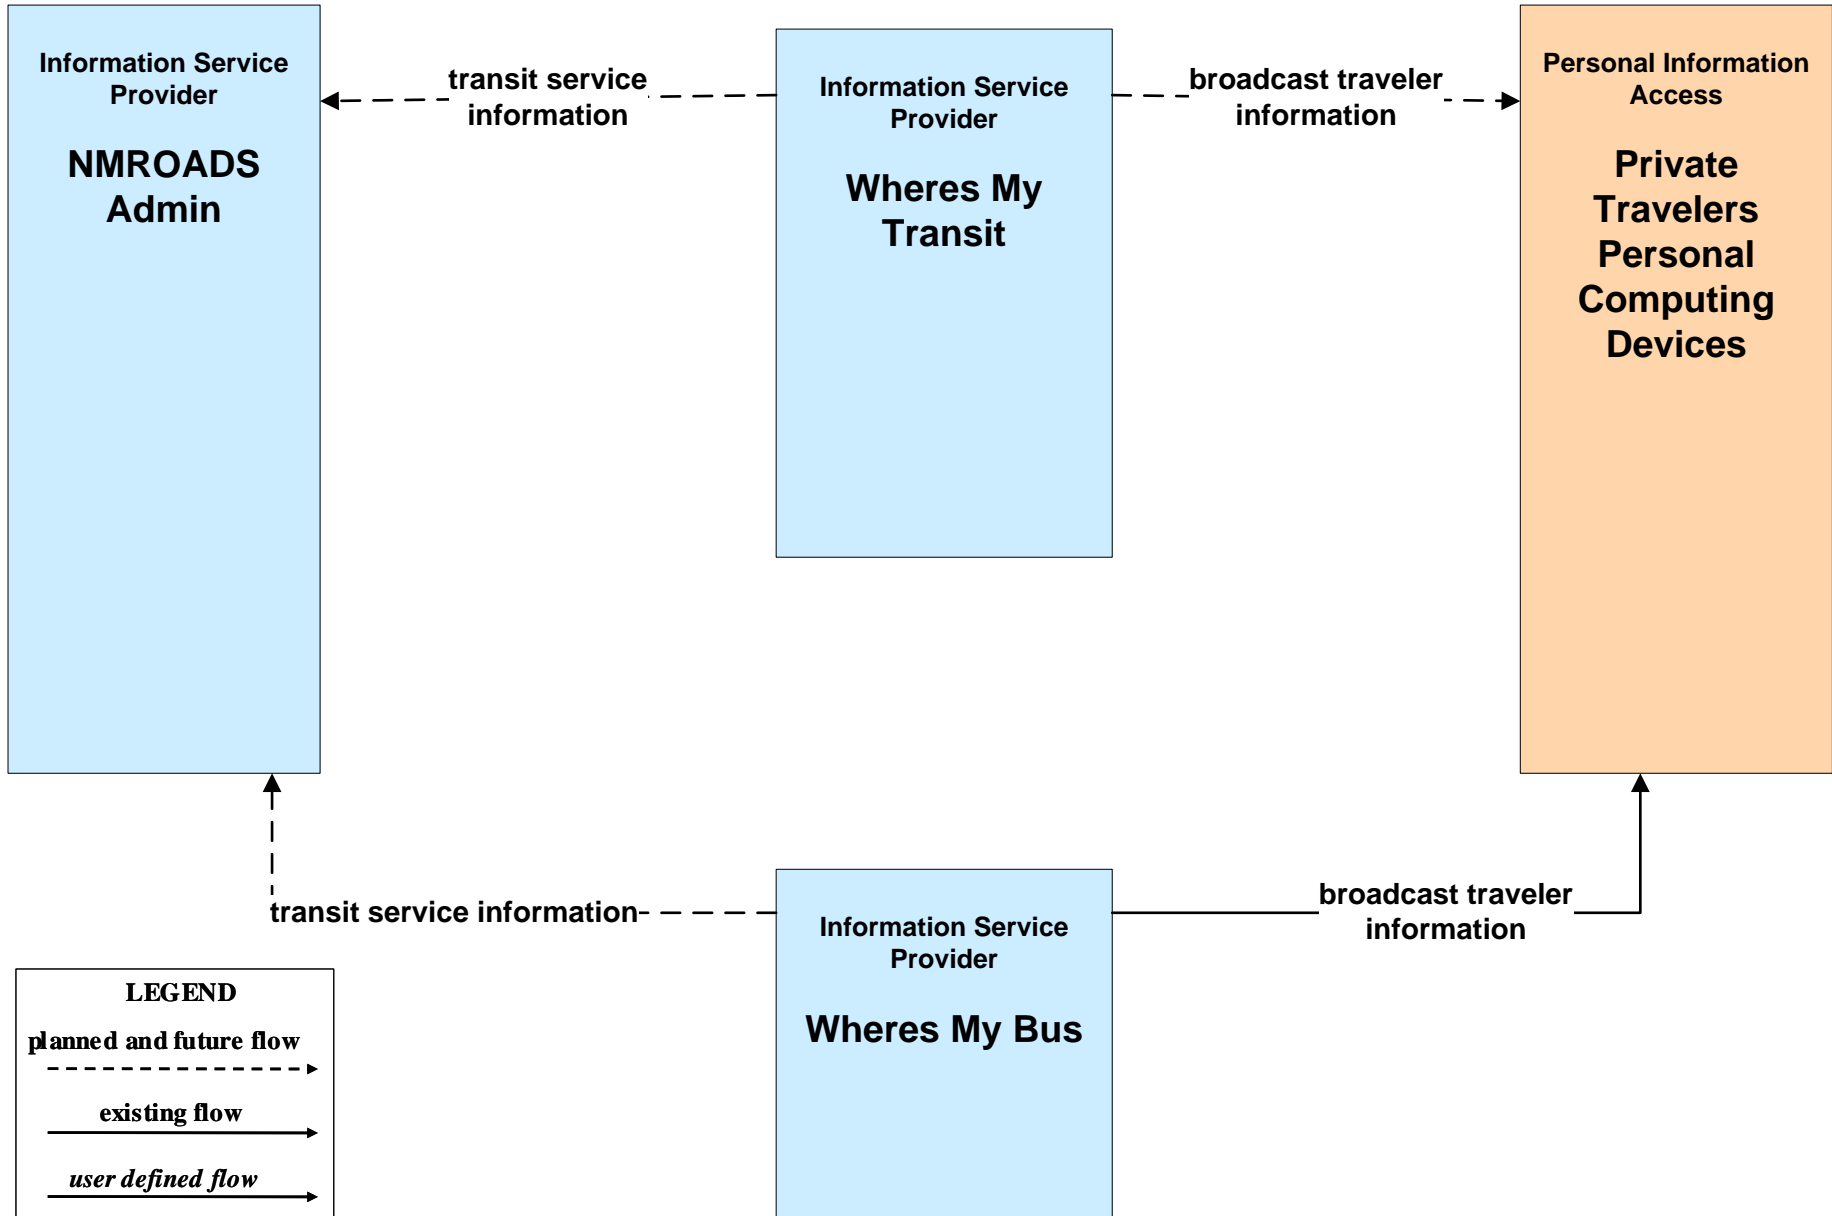 Information Service
Provider
NMROADS
Admin
transit service
information
Information Service
Provider
Wheres My
Transit
broadcast traveler
information
Personal Information
Access
Private
Travelers
Personal
Computing
Devices
transit service information
Information Service
Provider
Wheres My Bus
broadcast traveler
information
LEGEND
planned and future flow
existing flow
user defined flow